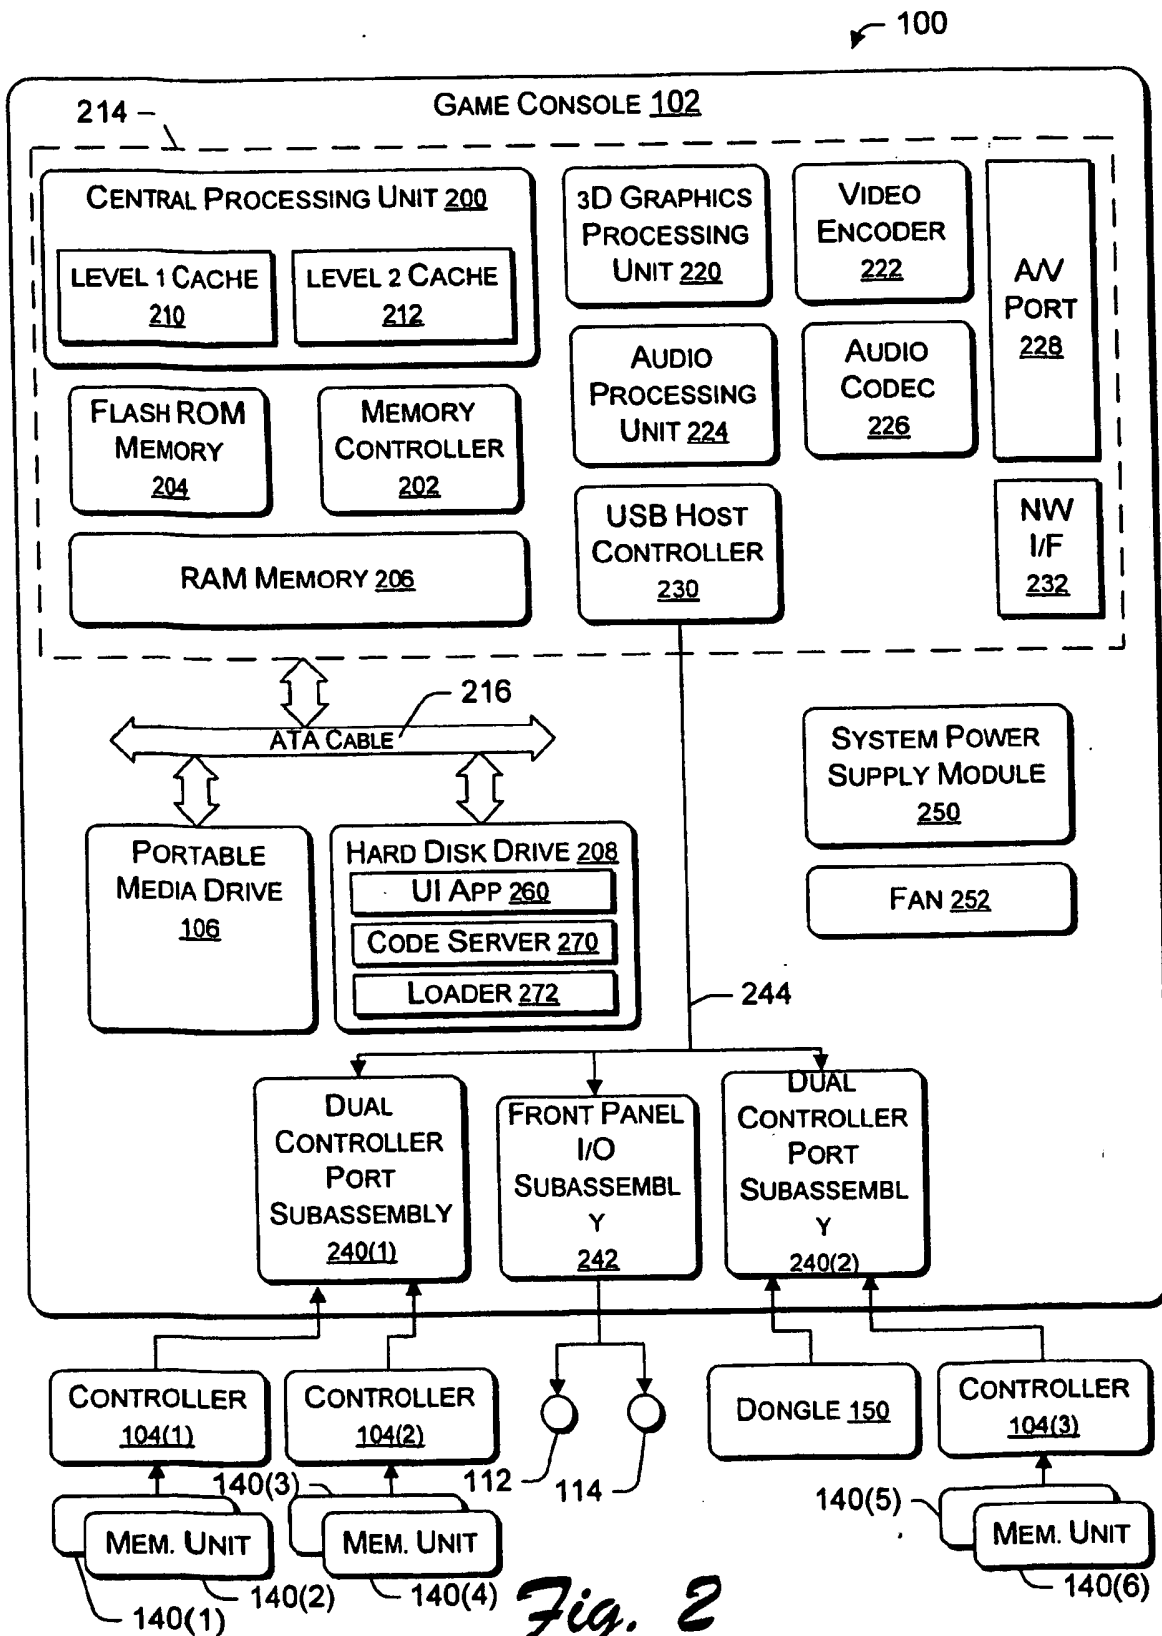 100
GAME CONSOLE 102
214
CENTRAL PROCESSING UNIT 200
LEVEL 1 CACHE
210
LEVEL 2 CACHE
212
3D GRAPHICS
PROCESSING
UNIT 220
VIDEO
ENCODER
222
A/V
PORT
228
FLASH ROM
MEMORY
204
MEMORY
CONTROLLER
202
AUDIO
PROCESSING
UNIT 224
AUDIO
CODEC
226
RAM MEMORY 206
USB HOST
CONTROLLER
230
NW
I/F
232
216
ATA CABLE
SYSTEM POWER
SUPPLY MODULE
250
PORTABLE
MEDIA DRIVE
106
HARD DISK DRIVE 208
UI APP 260
CODE SERVER 270
LOADER 272
FAN 252
244
DUAL
CONTROLLER
PORT
SUBASSEMBLY
240(1)
FRONT PANEL
I/O
SUBASSEMBL
Y
242
DUAL
CONTROLLER
PORT
SUBASSEMBL
Y
240(2)
CONTROLLER
104(1)
CONTROLLER
104(2)
112
114
DONGLE 150
CONTROLLER
104(3)
140(3)
140(5)
MEM. UNIT
MEM. UNIT
MEM. UNIT
140(1)
140(2)
140(4)
140(6)
Fig. 2